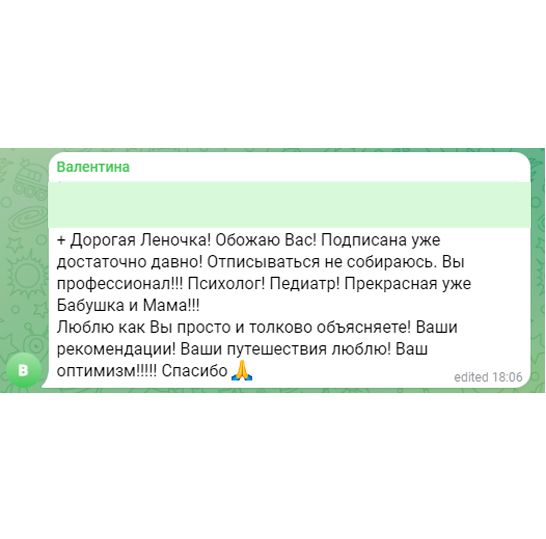 Валентина
+ Дорогая Леночка! Обожаю Вас! Подписана уже
достаточно давно! Отписываться не собираюсь. Вы
профессионал!!! Психолог! Педиатр! Прекрасная уже
Бабушка и Мама!!!
Люблю как Вы просто и толково объясняете! Ваши
рекомендации! Ваши путешествия люблю! Ваш
оптимизм!!!!! Спасибо 🙏
edited 18:06
В